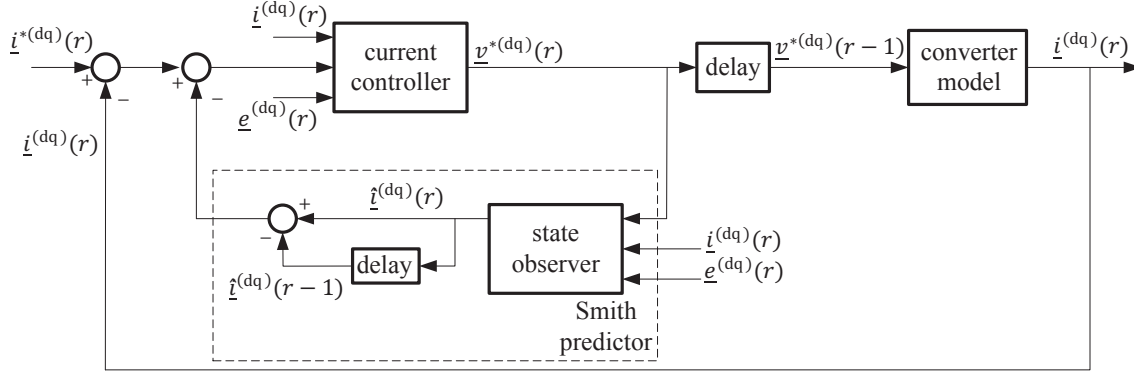 i^(dq)(r)
i^*(dq)(r)
+
−
+
−
current
controller
e^(dq)(r)
v^*(dq)(r)
delay
v^*(dq)(r−1)
converter
model
i^(dq)(r)
i^(dq)(r)
î^(dq)(r)
+
−
delay
î^(dq)(r−1)
state
observer
i^(dq)(r)
e^(dq)(r)
Smith
predictor